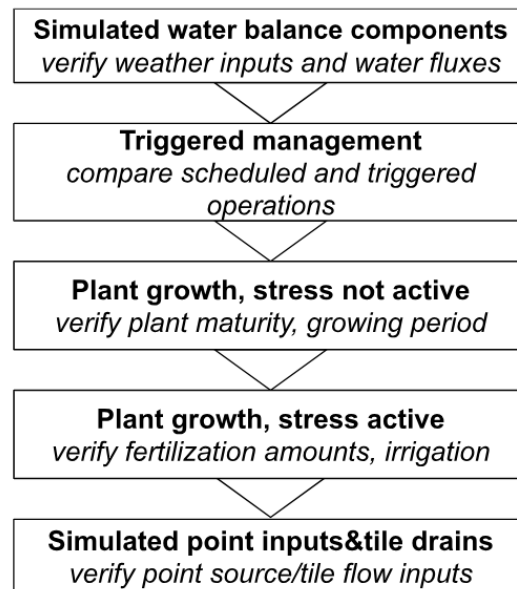 Simulated water balance components
verify weather inputs and water fluxes
Triggered management
compare scheduled and triggered
operations
Plant growth, stress not active
verify plant maturity, growing period
Plant growth, stress active
verify fertilization amounts, irrigation
Simulated point inputs&tile drains
verify point source/tile flow inputs